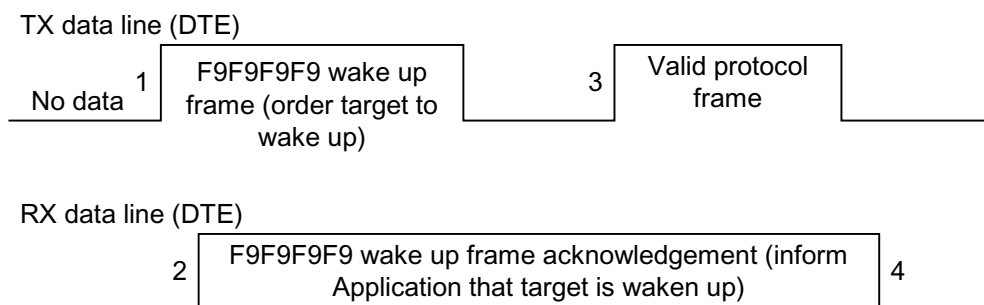 TX data line (DTE)
No data
1
F9F9F9F9 wake up
frame (order target to
wake up)
3
Valid protocol
frame
RX data line (DTE)
2
F9F9F9F9 wake up frame acknowledgement (inform
Application that target is waken up)
4